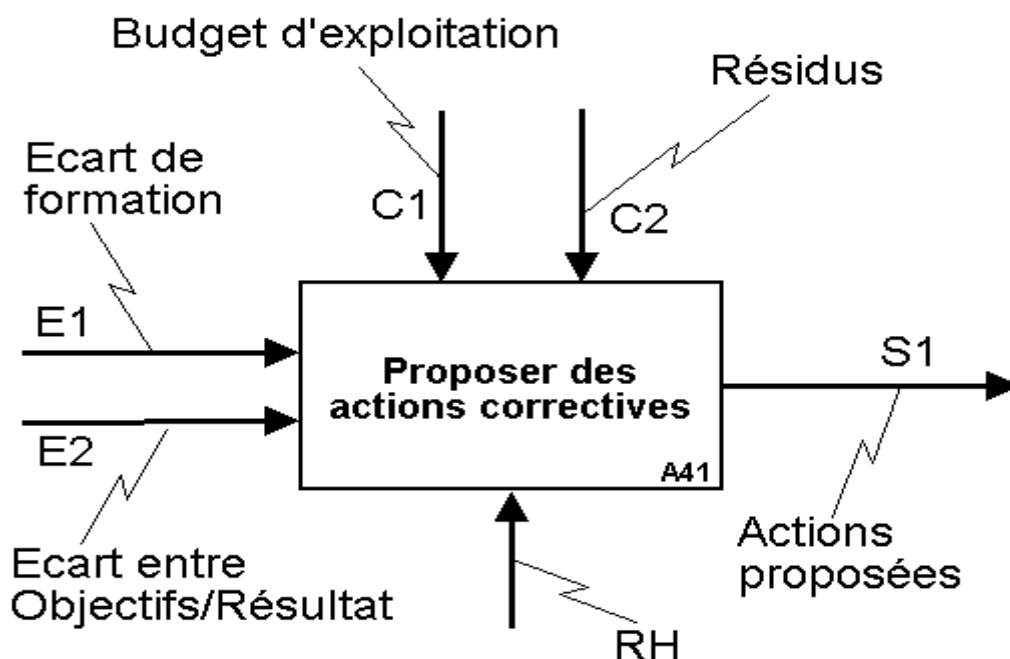 Budget d'exploitation
Résidus
Ecart de
formation
C1
C2
E1
S1
Proposer des
actions correctives
E2
A41
Actions
proposées
Ecart entre
Objectifs/Résultat
RH